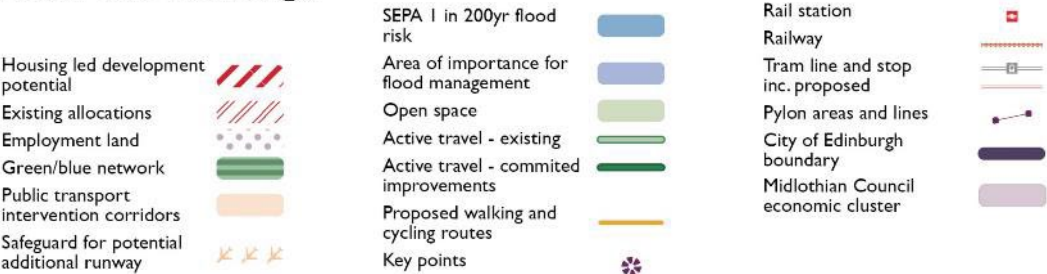 Housing led development
potential
Existing allocations
Employment land
Green/blue network
Public transport
intervention corridors
Safeguard for potential
additional runway
SEPA 1 in 200yr flood
risk
Area of importance for
flood management
Open space
Active travel - existing
Active travel - commited
improvements
Proposed walking and
cycling routes
Key points
Rail station
Railway
Tram line and stop
inc. proposed
Pylon areas and lines
City of Edinburgh
boundary
Midlothian Council
economic cluster